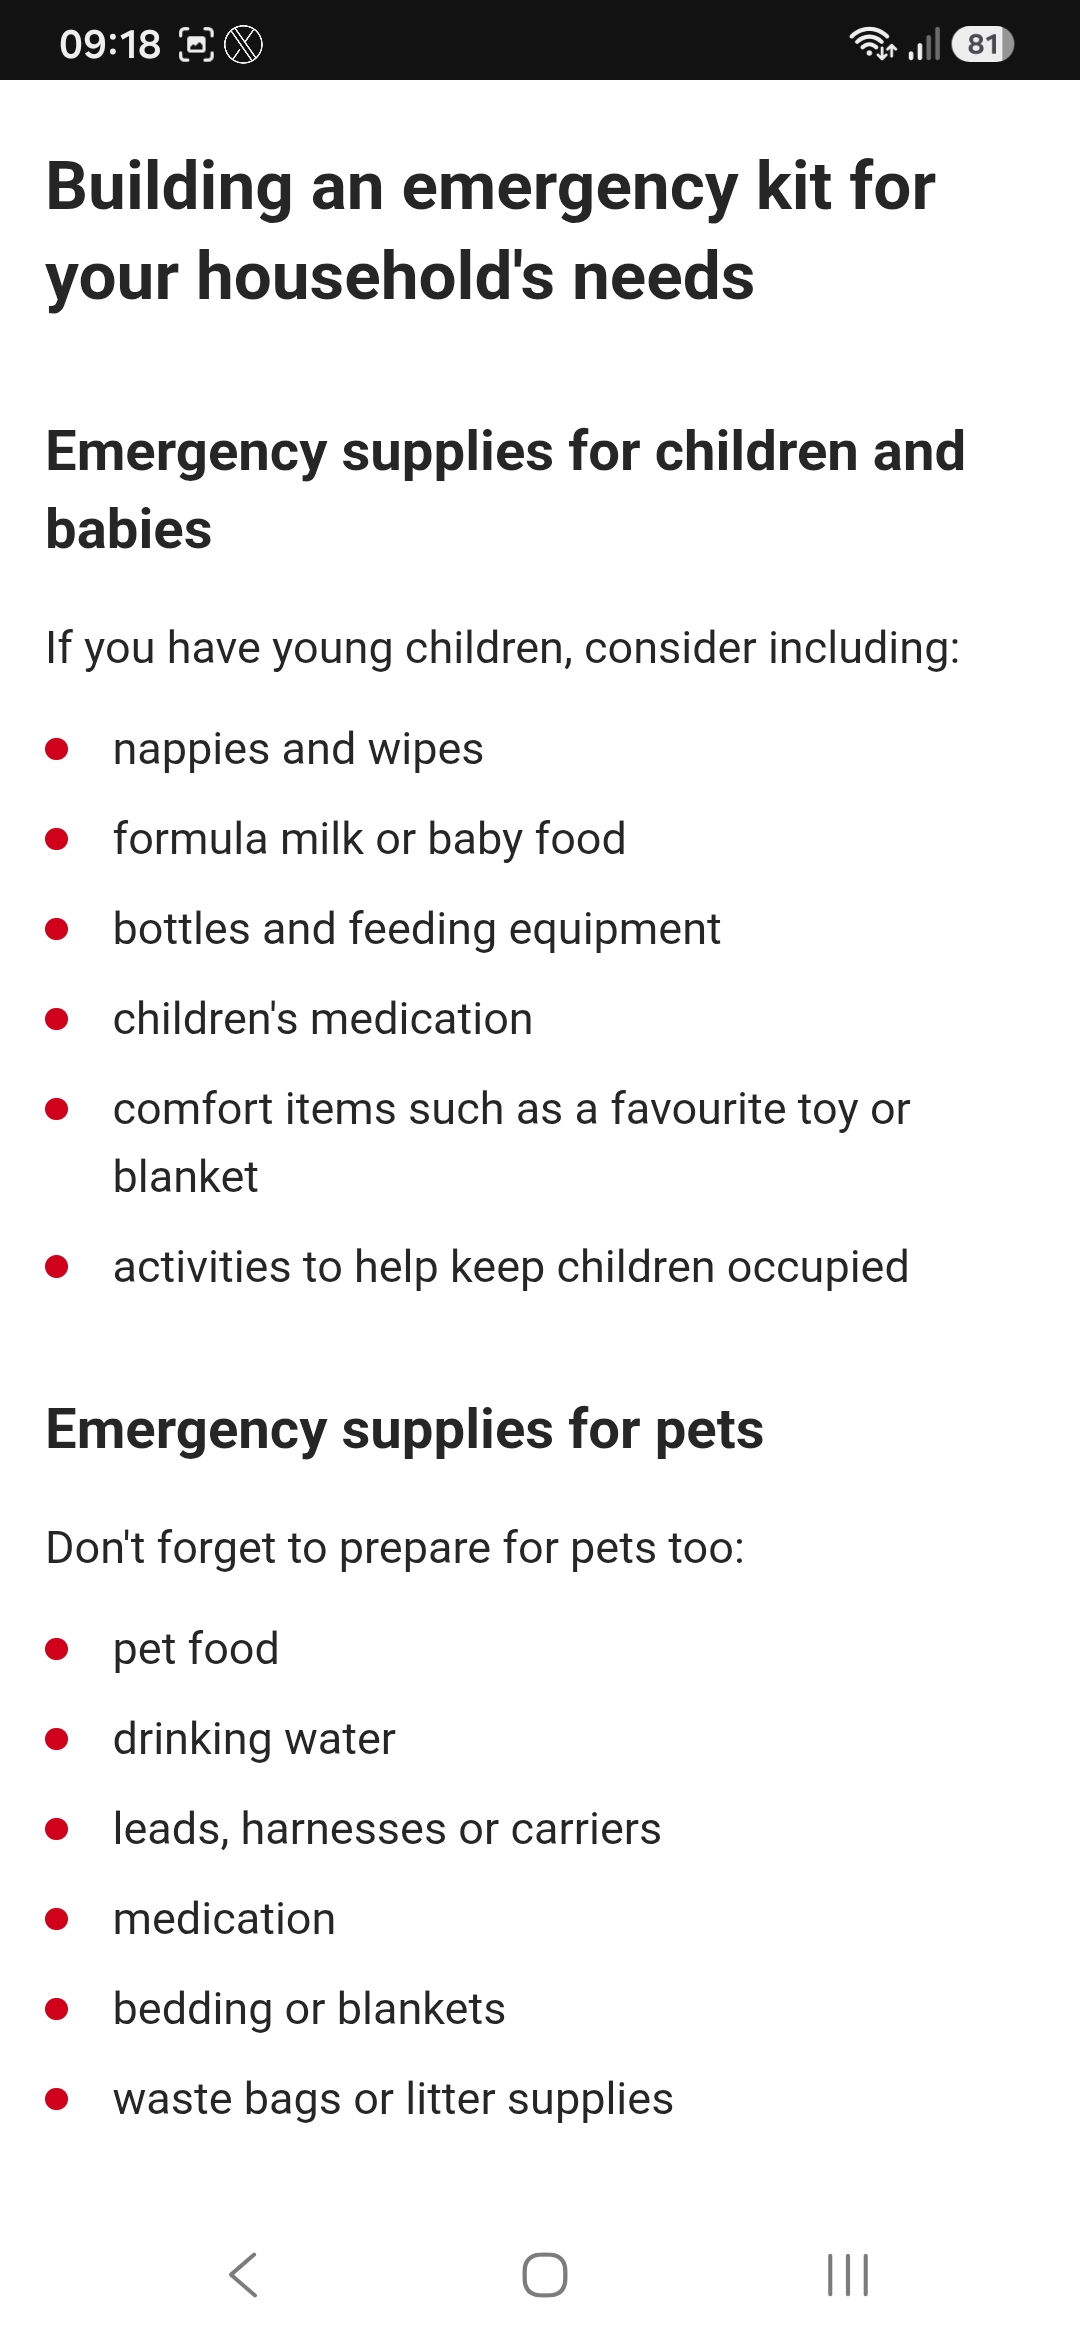 09:18
81
Building an emergency kit for
your household's needs
Emergency supplies for children and
babies
If you have young children, consider including:
nappies and wipes
formula milk or baby food
bottles and feeding equipment
children's medication
comfort items such as a favourite toy or
blanket
activities to help keep children occupied
Emergency supplies for pets
Don't forget to prepare for pets too:
pet food
drinking water
leads, harnesses or carriers
medication
bedding or blankets
waste bags or litter supplies